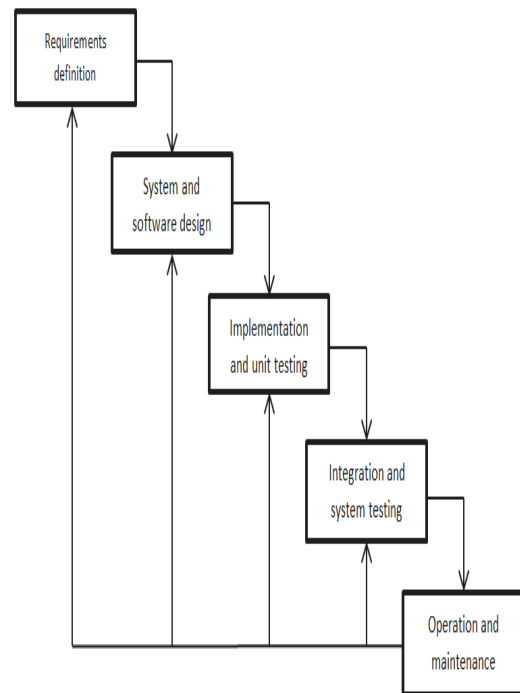 Requirements
definition
System and
software design
Implementation
and unit testing
Integration and
system testing
Operation and
maintenance